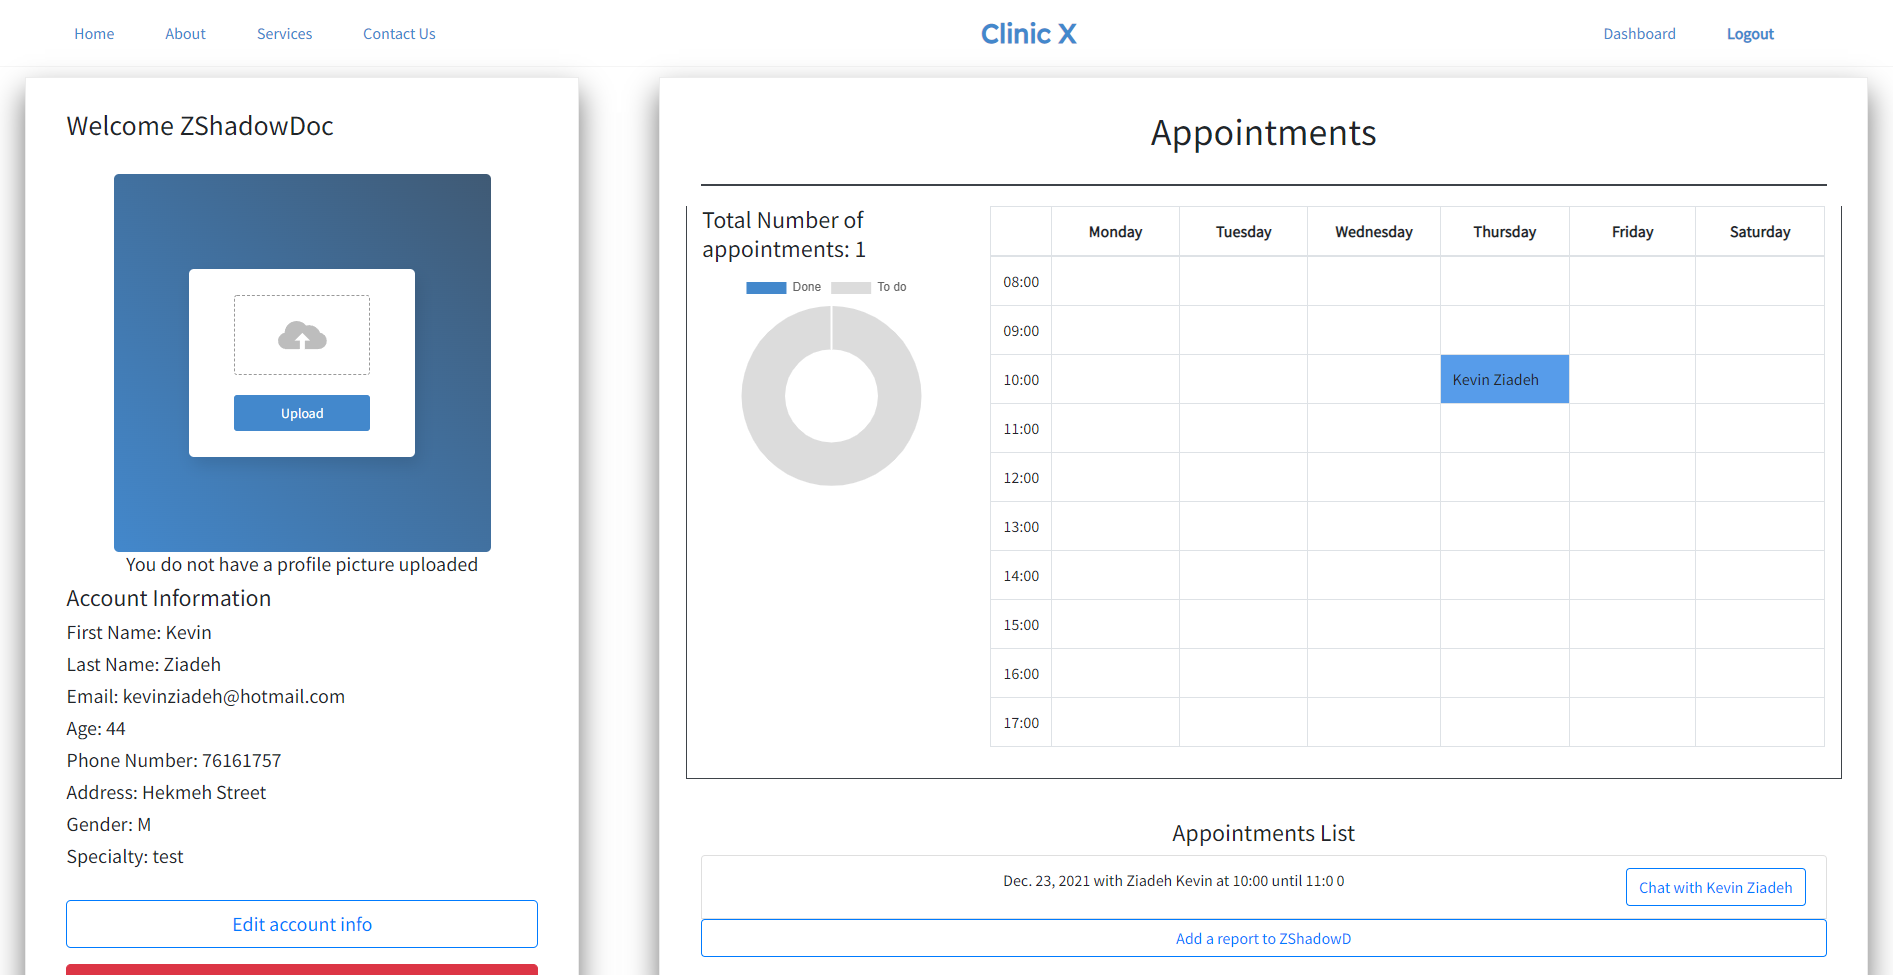 Home About Services Contact Us Clinic X Dashboard Logout
Welcome ZShadowDoc
Upload
You do not have a profile picture uploaded
Account Information
First Name: Kevin
Last Name: Ziadeh
Email: kevinziadeh@hotmail.com
Age: 44
Phone Number: 76161757
Address: Hekmeh Street
Gender: M
Specialty: test
Edit account info
Appointments
Total Number of
appointments: 1
Done To do
Monday Tuesday Wednesday Thursday Friday Saturday
08:00
09:00
10:00 Kevin Ziadeh
11:00
12:00
13:00
14:00
15:00
16:00
17:00
Appointments List
Dec. 23, 2021 with Ziadeh Kevin at 10:00 until 11:0 0
Chat with Kevin Ziadeh
Add a report to ZShadowD